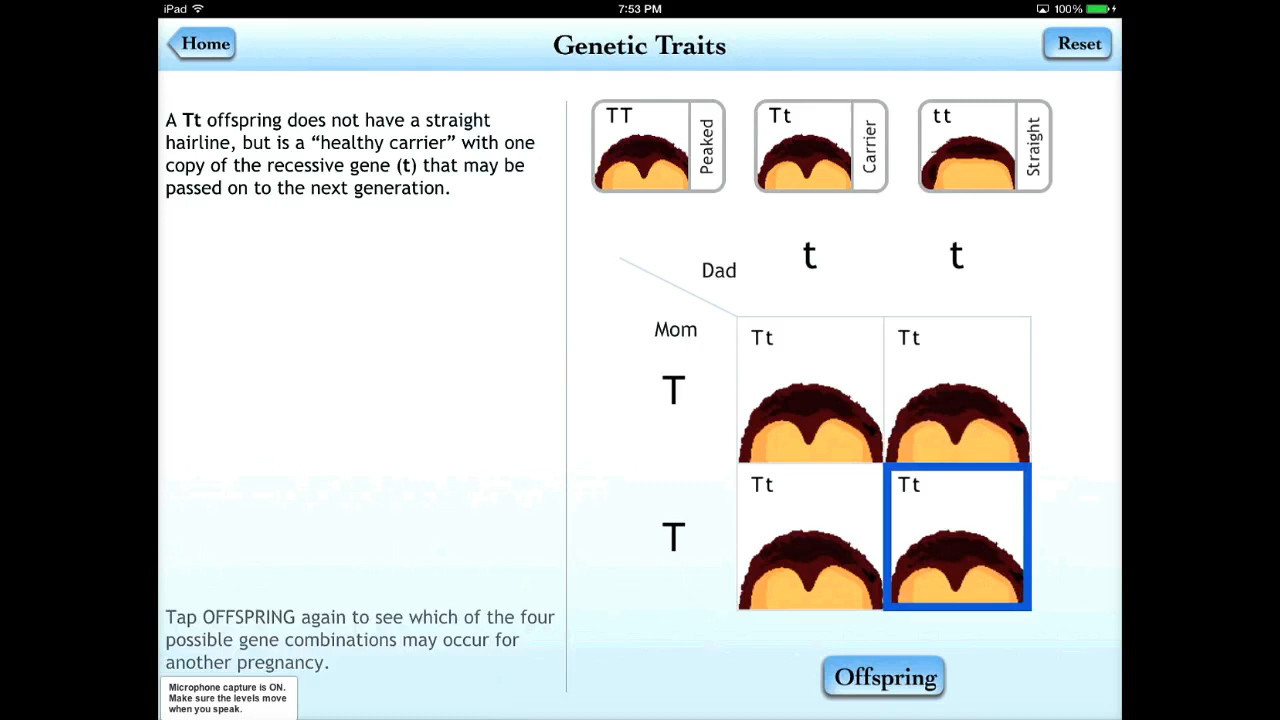 iPad
7:53 PM
100%
Home
Genetic Traits
Reset
A Tt offspring does not have a straight
hairline, but is a “healthy carrier” with one
copy of the recessive gene (t) that may be
passed on to the next generation.
TT
Peaked
Tt
Carrier
tt
Straight
Dad
t
t
Mom
T
Tt
Tt
T
Tt
Tt
Tap OFFSPRING again to see which of the four
possible gene combinations may occur for
another pregnancy.
Offspring
Microphone capture is ON.
Make sure the levels move
when you speak.